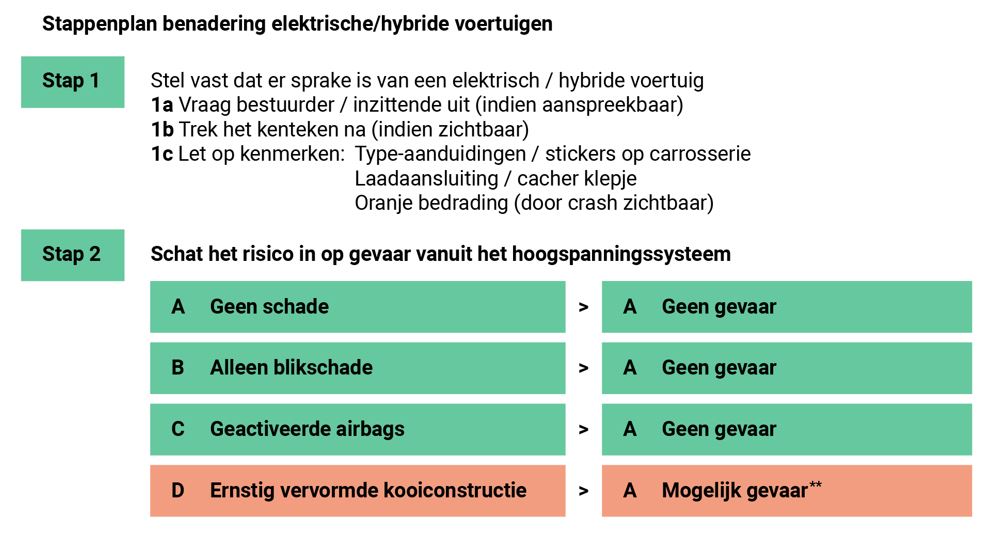 Stappenplan benadering elektrische/hybride voertuigen
Stap 1
Stel vast dat er sprake is van een elektrisch / hybride voertuig
1a Vraag bestuurder / inzittende uit (indien aanspreekbaar)
1b Trek het kenteken na (indien zichtbaar)
1c Let op kenmerken: Type-aanduidingen / stickers op carrosserie
Laadaansluiting / cacher klepje
Oranje bedrading (door crash zichtbaar)
Stap 2
Schat het risico in op gevaar vanuit het hoogspanningssysteem
A Geen schade > A Geen gevaar
B Alleen blikschade > A Geen gevaar
C Geactiveerde airbags > A Geen gevaar
D Ernstig vervormde kooiconstructie > A Mogelijk gevaar**